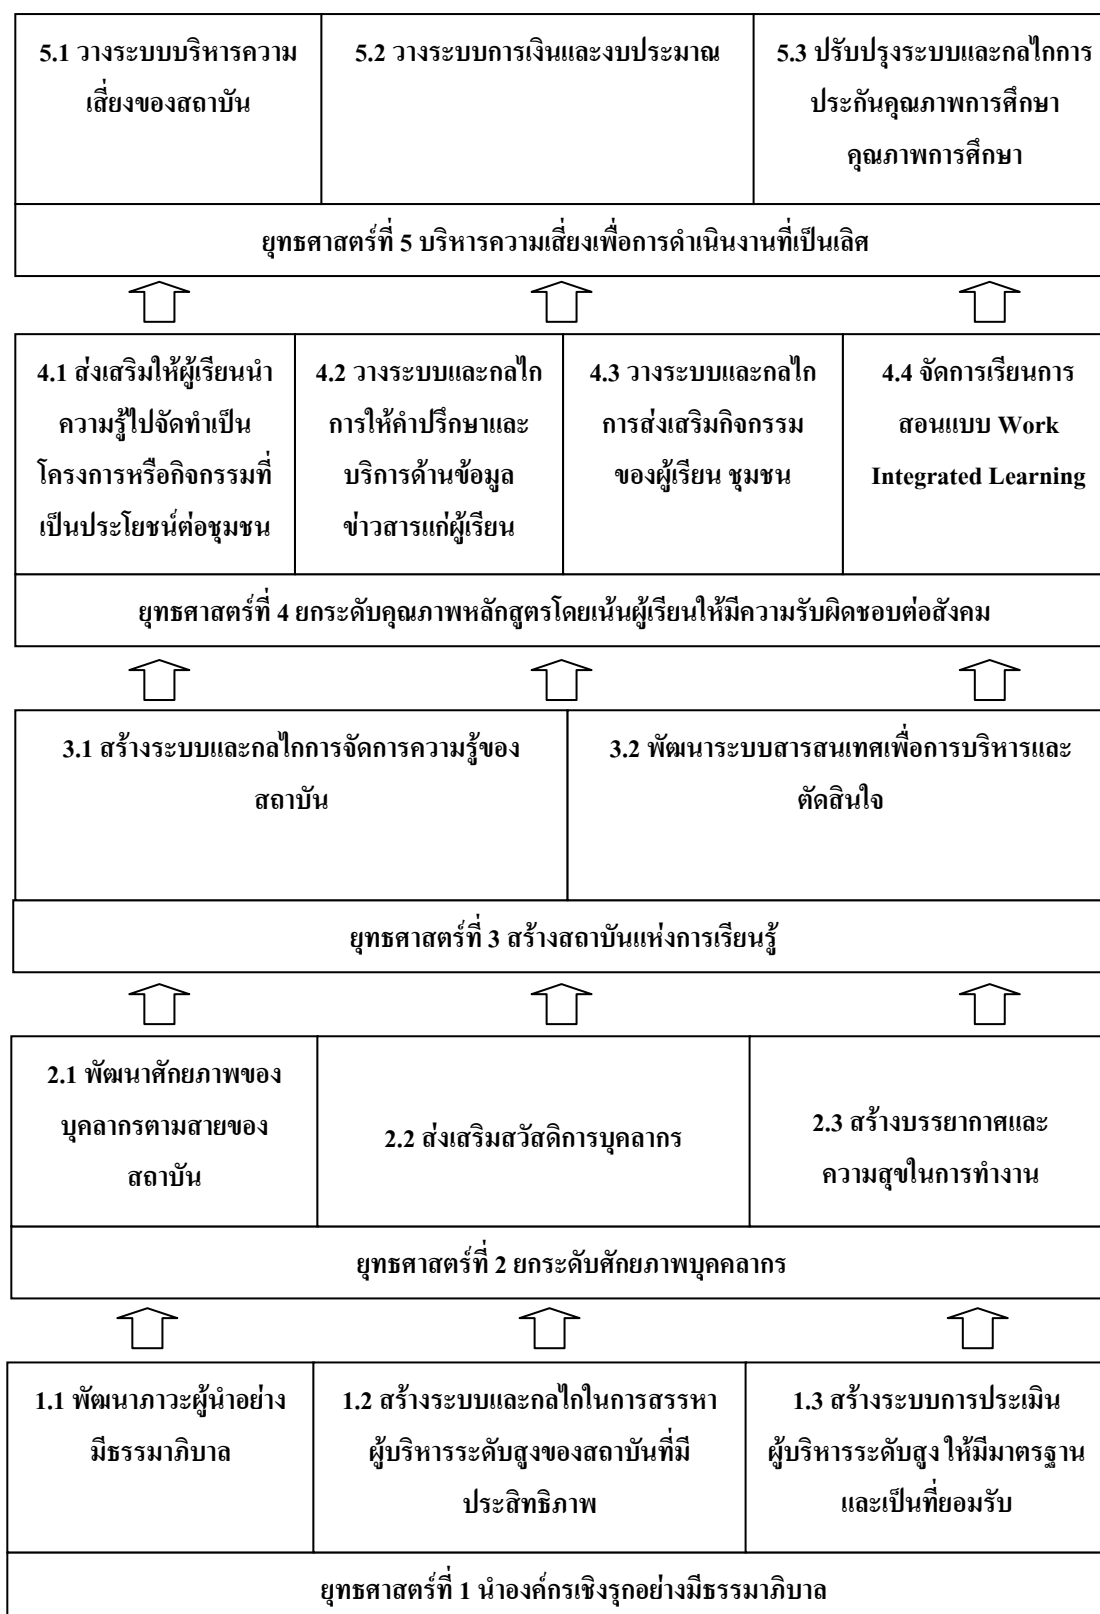 5.1 วางระบบบริหารความ
เสี่ยงของสถาบัน
5.2 วางระบบการเงินและงบประมาณ
5.3 ปรับปรุงระบบและกลไกการ
ประกันคุณภาพการศึกษา
คุณภาพการศึกษา
ยุทธศาสตร์ที่ 5 บริหารความเสี่ยงเพื่อการดำเนินงานที่เป็นเลิศ
4.1 ส่งเสริมให้ผู้เรียนนำ
ความรู้ไปจัดทำเป็น
โครงการหรือกิจกรรมที่
เป็นประโยชน์ต่อชุมชน
4.2 วางระบบและกลไก
การให้คำปรึกษาและ
บริการด้านข้อมูล
ข่าวสารแก่ผู้เรียน
4.3 วางระบบและกลไก
การส่งเสริมกิจกรรม
ของผู้เรียน ชุมชน
4.4 จัดการเรียนการ
สอนแบบ Work
Integrated Learning
ยุทธศาสตร์ที่ 4 ยกระดับคุณภาพหลักสูตรโดยเน้นผู้เรียนให้มีความรับผิดชอบต่อสังคม
3.1 สร้างระบบและกลไกการจัดการความรู้ของ
สถาบัน
3.2 พัฒนาระบบสารสนเทศเพื่อการบริหารและ
ตัดสินใจ
ยุทธศาสตร์ที่ 3 สร้างสถาบันแห่งการเรียนรู้
2.1 พัฒนาศักยภาพของ
บุคลากรตามสายของ
สถาบัน
2.2 ส่งเสริมสวัสดิการบุคลากร
2.3 สร้างบรรยากาศและ
ความสุขในการทำงาน
ยุทธศาสตร์ที่ 2 ยกระดับศักยภาพบุคคลากร
1.1 พัฒนาภาวะผู้นำอย่าง
มีธรรมาภิบาล
1.2 สร้างระบบและกลไกในการสรรหา
ผู้บริหารระดับสูงของสถาบันที่มี
ประสิทธิภาพ
1.3 สร้างระบบการประเมิน
ผู้บริหารระดับสูง ให้มีมาตรฐาน
และเป็นที่ยอมรับ
ยุทธศาสตร์ที่ 1 นำองค์กรเชิงรุกอย่างมีธรรมาภิบาล